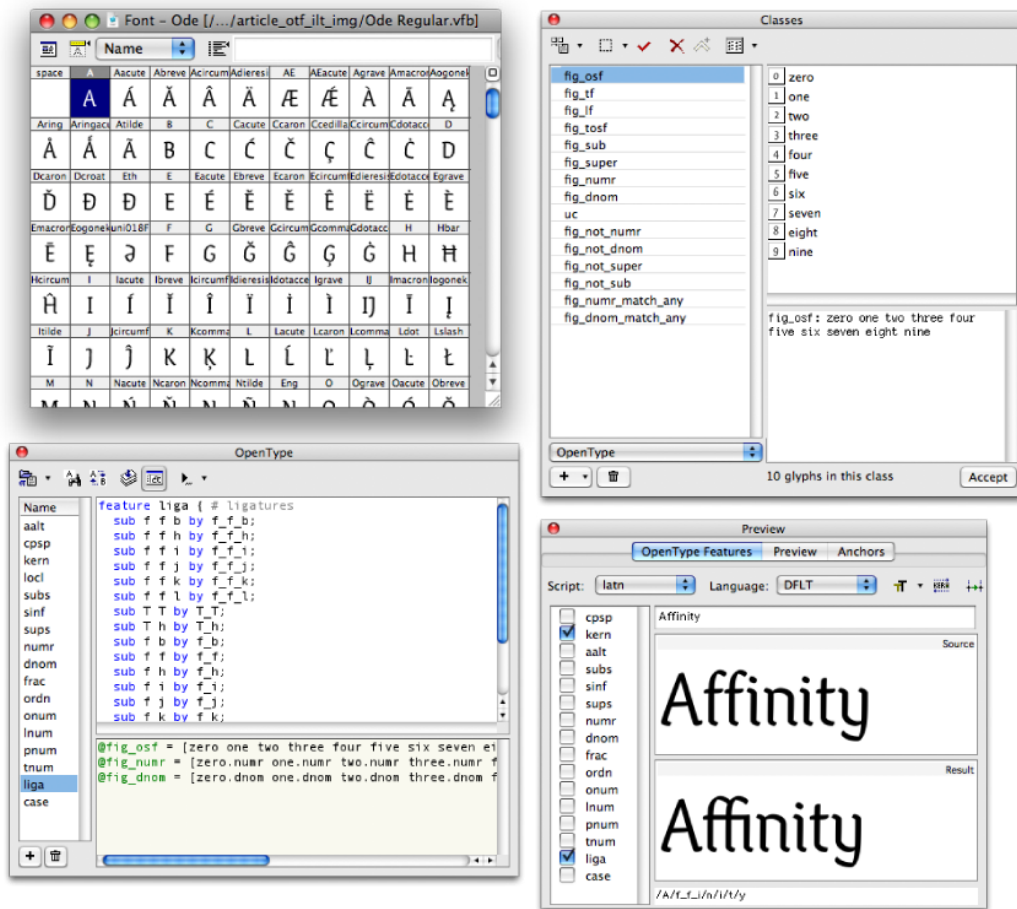 Font – Ode [/.../article_otf_ilt_img/Ode Regular.vfb]
Name
space A Aacute Abreve Acircum Adieresi AE AEacute Agrave Amacron Aogonek
A Á Ă Â Ä Æ Ǽ À Ā Ą
Aring Aringacu Atilde B C Cacute Ccaron Ccedilla Ccircum Cdotacc D
Å Ǻ Ã B C Ć Č Ç Ĉ Ċ D
Dcaron Dcroat Eth E Eacute Ebreve Ecaron Ecircumf Edieresis Edotacce Egrave
Ď Đ Ð E É Ĕ Ě Ê Ë Ė È
Emacron Eogonek uni018F F G Gbreve Gcircum Gcomma Gdotacc H Hbar
Ē Ę Ə F G Ğ Ĝ Ģ Ġ H Ħ
Hcircum I Iacute Ibreve Icircumf Idieresis Idotacce Igrave IJ Imacron Iogonek
Ĥ I Í Ĭ Î Ï İ Ì IJ Ī Į
Itilde J Jcircumf K Kcomma L Lacute Lcaron Lcomma Ldot Lslash
Ĩ J Ĵ K Ķ L Ĺ Ľ Ļ Ŀ Ł
M N Nacute Ncaron Ncomma Ntilde Eng O Ograve Oacute Obreve
Classes
fig_osf
fig_tf
fig_lf
fig_tosf
fig_sub
fig_super
fig_numr
fig_dnom
uc
fig_not_numr
fig_not_dnom
fig_not_super
fig_not_sub
fig_numr_match_any
fig_dnom_match_any
0 zero
1 one
2 two
3 three
4 four
5 five
6 six
7 seven
8 eight
9 nine
fig_osf: zero one two three four
five six seven eight nine
OpenType
10 glyphs in this class
Accept
OpenType
Name
aalt
cpsp
kern
locl
subs
sinf
sups
numr
dnom
frac
ordn
onum
lnum
pnum
tnum
liga
case
feature liga { # ligatures
sub f f b by f_f_b;
sub f f h by f_f_h;
sub f f i by f_f_i;
sub f f j by f_f_j;
sub f f k by f_f_k;
sub f f l by f_f_l;
sub T T by T_T;
sub T h by T_h;
sub f b by f_b;
sub f f by f_f;
sub f h by f_h;
sub f i by f_i;
sub f j by f_j;
sub f k by f_k;
@fig_osf = [zero one two three four five six seven ei
@fig_numr = [zero.numr one.numr two.numr three.numr f
@fig_dnom = [zero.dnom one.dnom two.dnom three.dnom f
Preview
OpenType Features Preview Anchors
Script: latn Language: DFLT
cpsp
kern
aalt
subs
sinf
sups
numr
dnom
frac
ordn
onum
lnum
pnum
tnum
liga
case
Affinity
Source
Affinity
Result
Affinity
/A/f_f_i/n/i/t/y